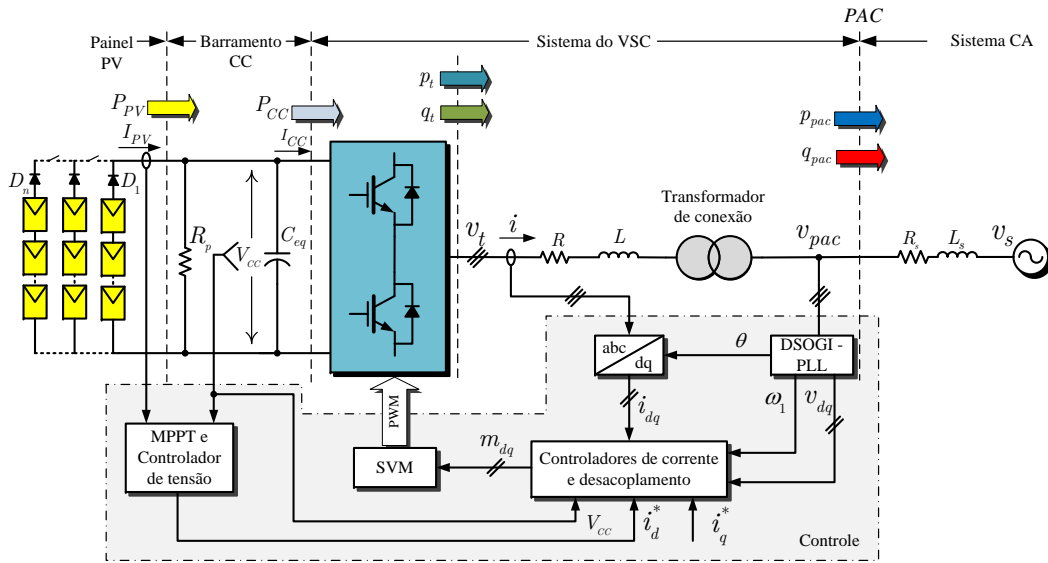 PAC
Painel
PV
Barramento
CC
Sistema do VSC
Sistema CA
P_PV
P_CC
p_t
q_t
p_pac
q_pac
I_PV
I_CC
D_n
D_1
R_p
V_CC
C_eq
v_t
i
R
L
Transformador
de conexão
v_pac
R_s
L_s
v_s
abc
dq
θ
DSOGI -
PLL
ω_1
v_dq
i_dq
PWM
MPPT e
Controlador
de tensão
SVM
m_dq
Controladores de corrente
e desacoplamento
V_CC
i_d^*
i_q^*
Controle